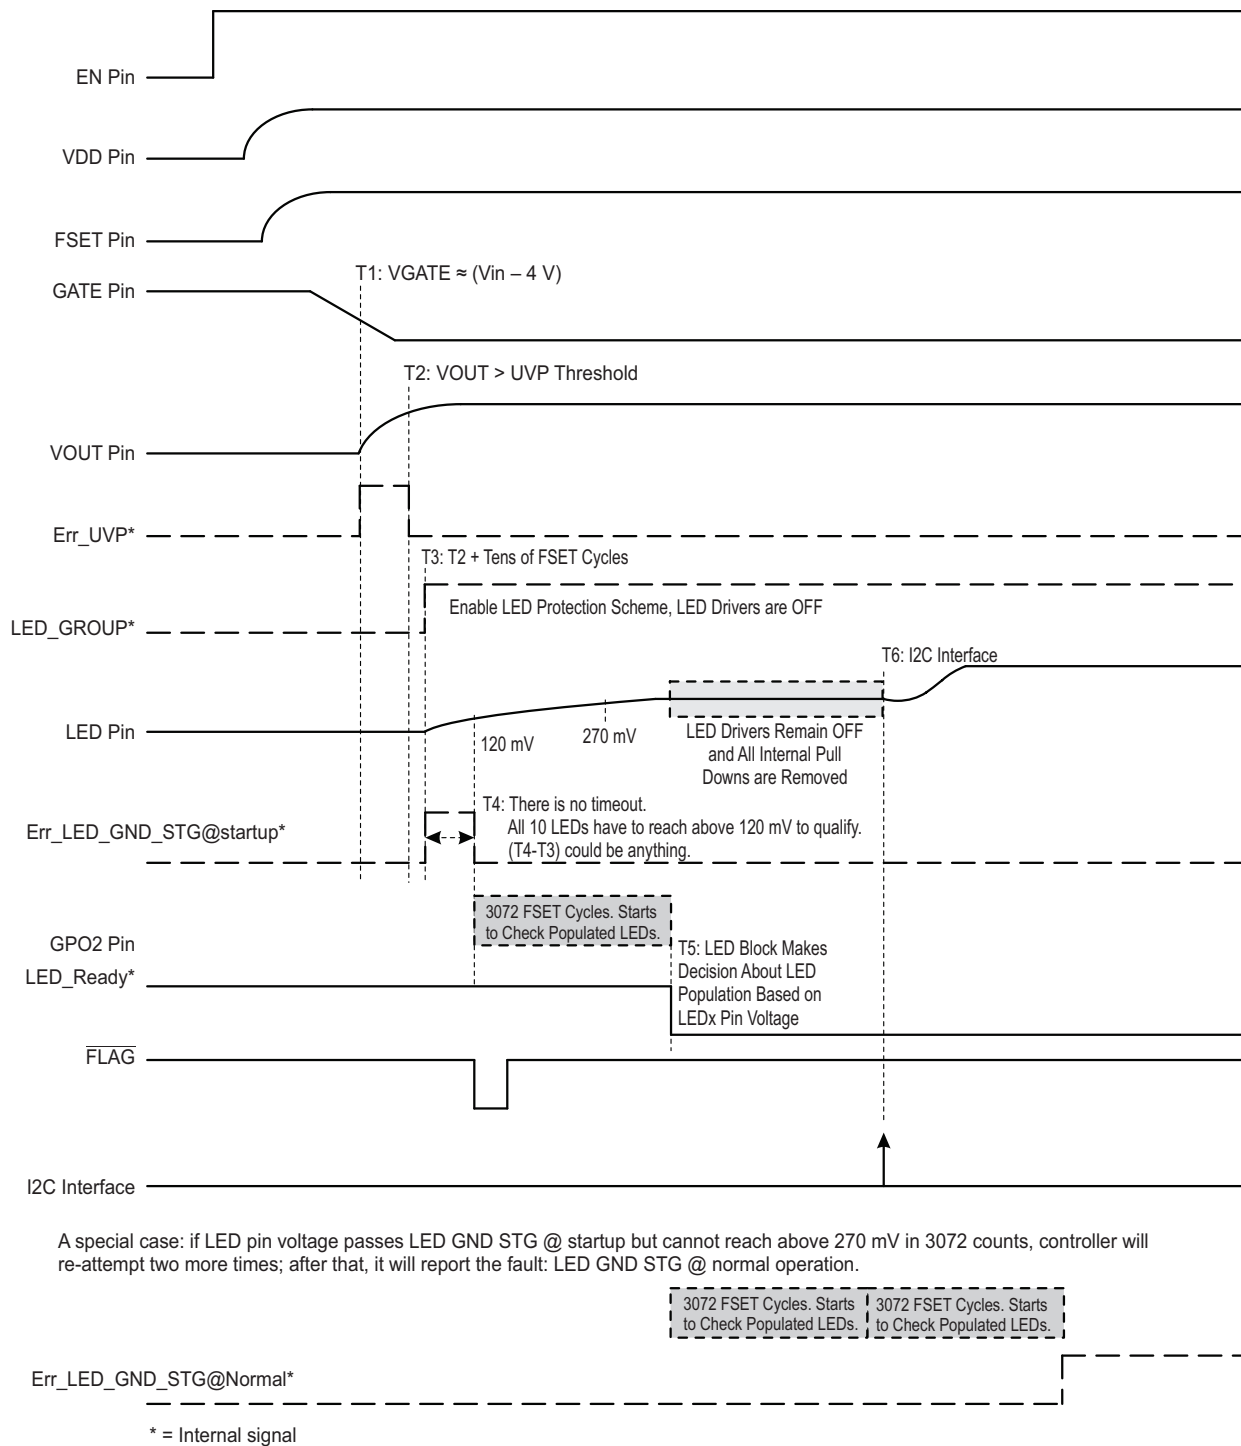 EN Pin
VDD Pin
FSET Pin
T1: VGATE ≈ (Vin – 4 V)
GATE Pin
T2: VOUT > UVP Threshold
VOUT Pin
Err_UVP*
T3: T2 + Tens of FSET Cycles
Enable LED Protection Scheme, LED Drivers are OFF
LED_GROUP*
T6: I2C Interface
LED Pin
120 mV
270 mV
LED Drivers Remain OFF
and All Internal Pull
Downs are Removed
T4: There is no timeout.
All 10 LEDs have to reach above 120 mV to qualify.
(T4-T3) could be anything.
Err_LED_GND_STG@startup*
3072 FSET Cycles. Starts
to Check Populated LEDs.
GPO2 Pin
LED_Ready*
T5: LED Block Makes
Decision About LED
Population Based on
LEDx Pin Voltage
FLAG
I2C Interface
A special case: if LED pin voltage passes LED GND STG @ startup but cannot reach above 270 mV in 3072 counts, controller will
re-attempt two more times; after that, it will report the fault: LED GND STG @ normal operation.
3072 FSET Cycles. Starts
to Check Populated LEDs.
3072 FSET Cycles. Starts
to Check Populated LEDs.
Err_LED_GND_STG@Normal*
* = Internal signal